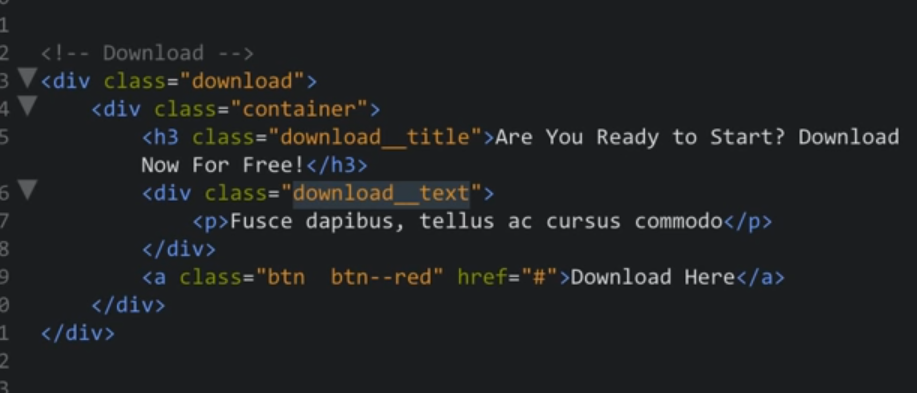 1
2 <!-- Download -->
3 <div class="download">
4 <div class="container">
5 <h3 class="download__title">Are You Ready to Start? Download
Now For Free!</h3>
6 <div class="download__text">
7 <p>Fusce dapibus, tellus ac cursus commodo</p>
8 </div>
9 <a class="btn  btn--red" href="#">Download Here</a>
0 </div>
1 </div>
2
3